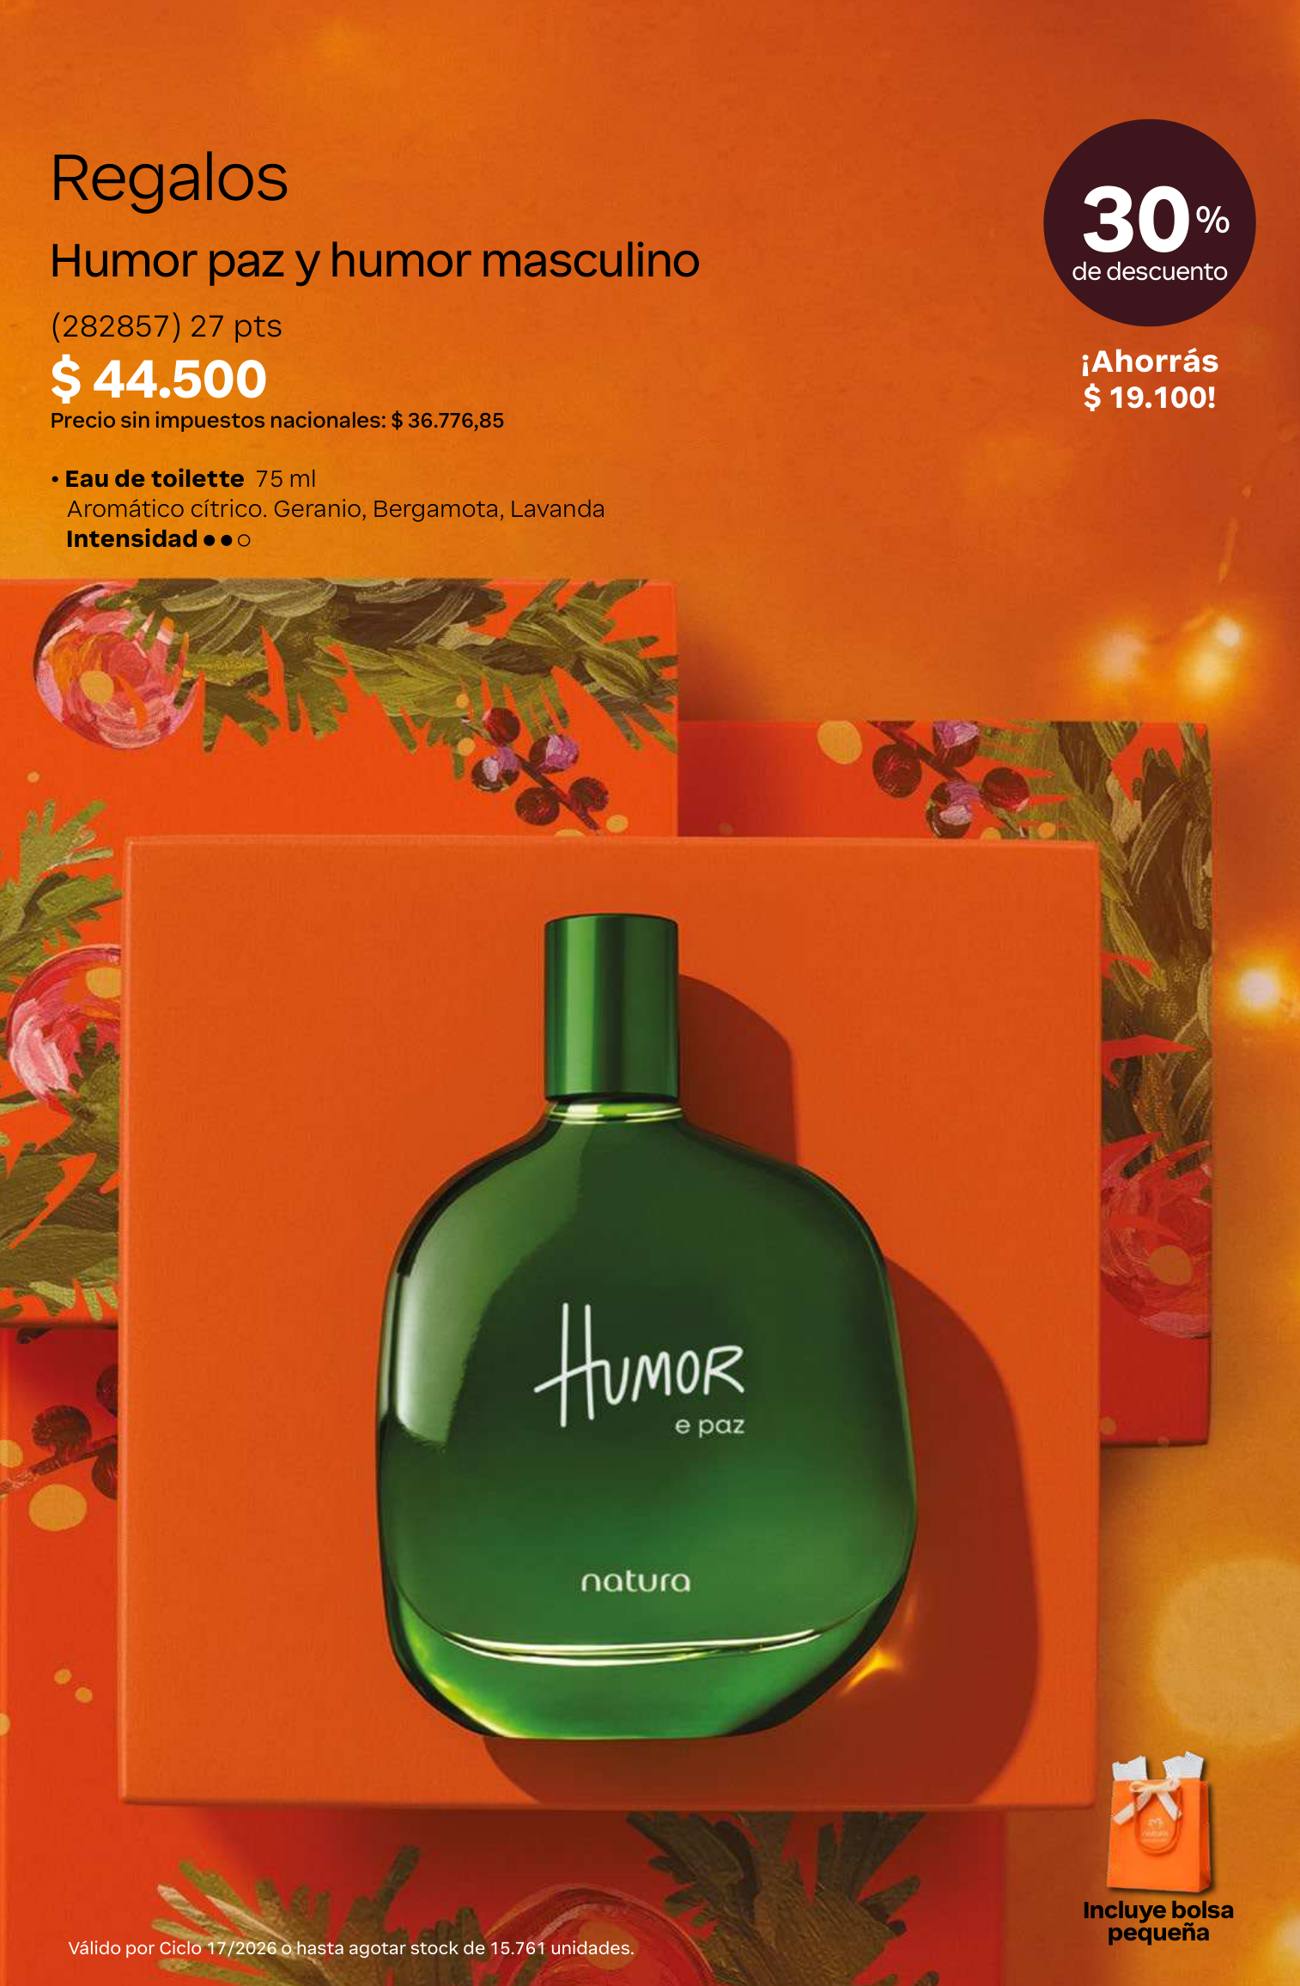 Regalos
Humor paz y humor masculino
(282857) 27 pts
$ 44.500
Precio sin impuestos nacionales: $ 36.776,85
• Eau de toilette 75 ml
Aromático cítrico. Geranio, Bergamota, Lavanda
Intensidad ●●○
30%
de descuento
¡Ahorrás
$ 19.100!
HUMOR
e paz
natura
natura
Incluye bolsa
pequeña
Válido por Ciclo 17/2026 o hasta agotar stock de 15.761 unidades.